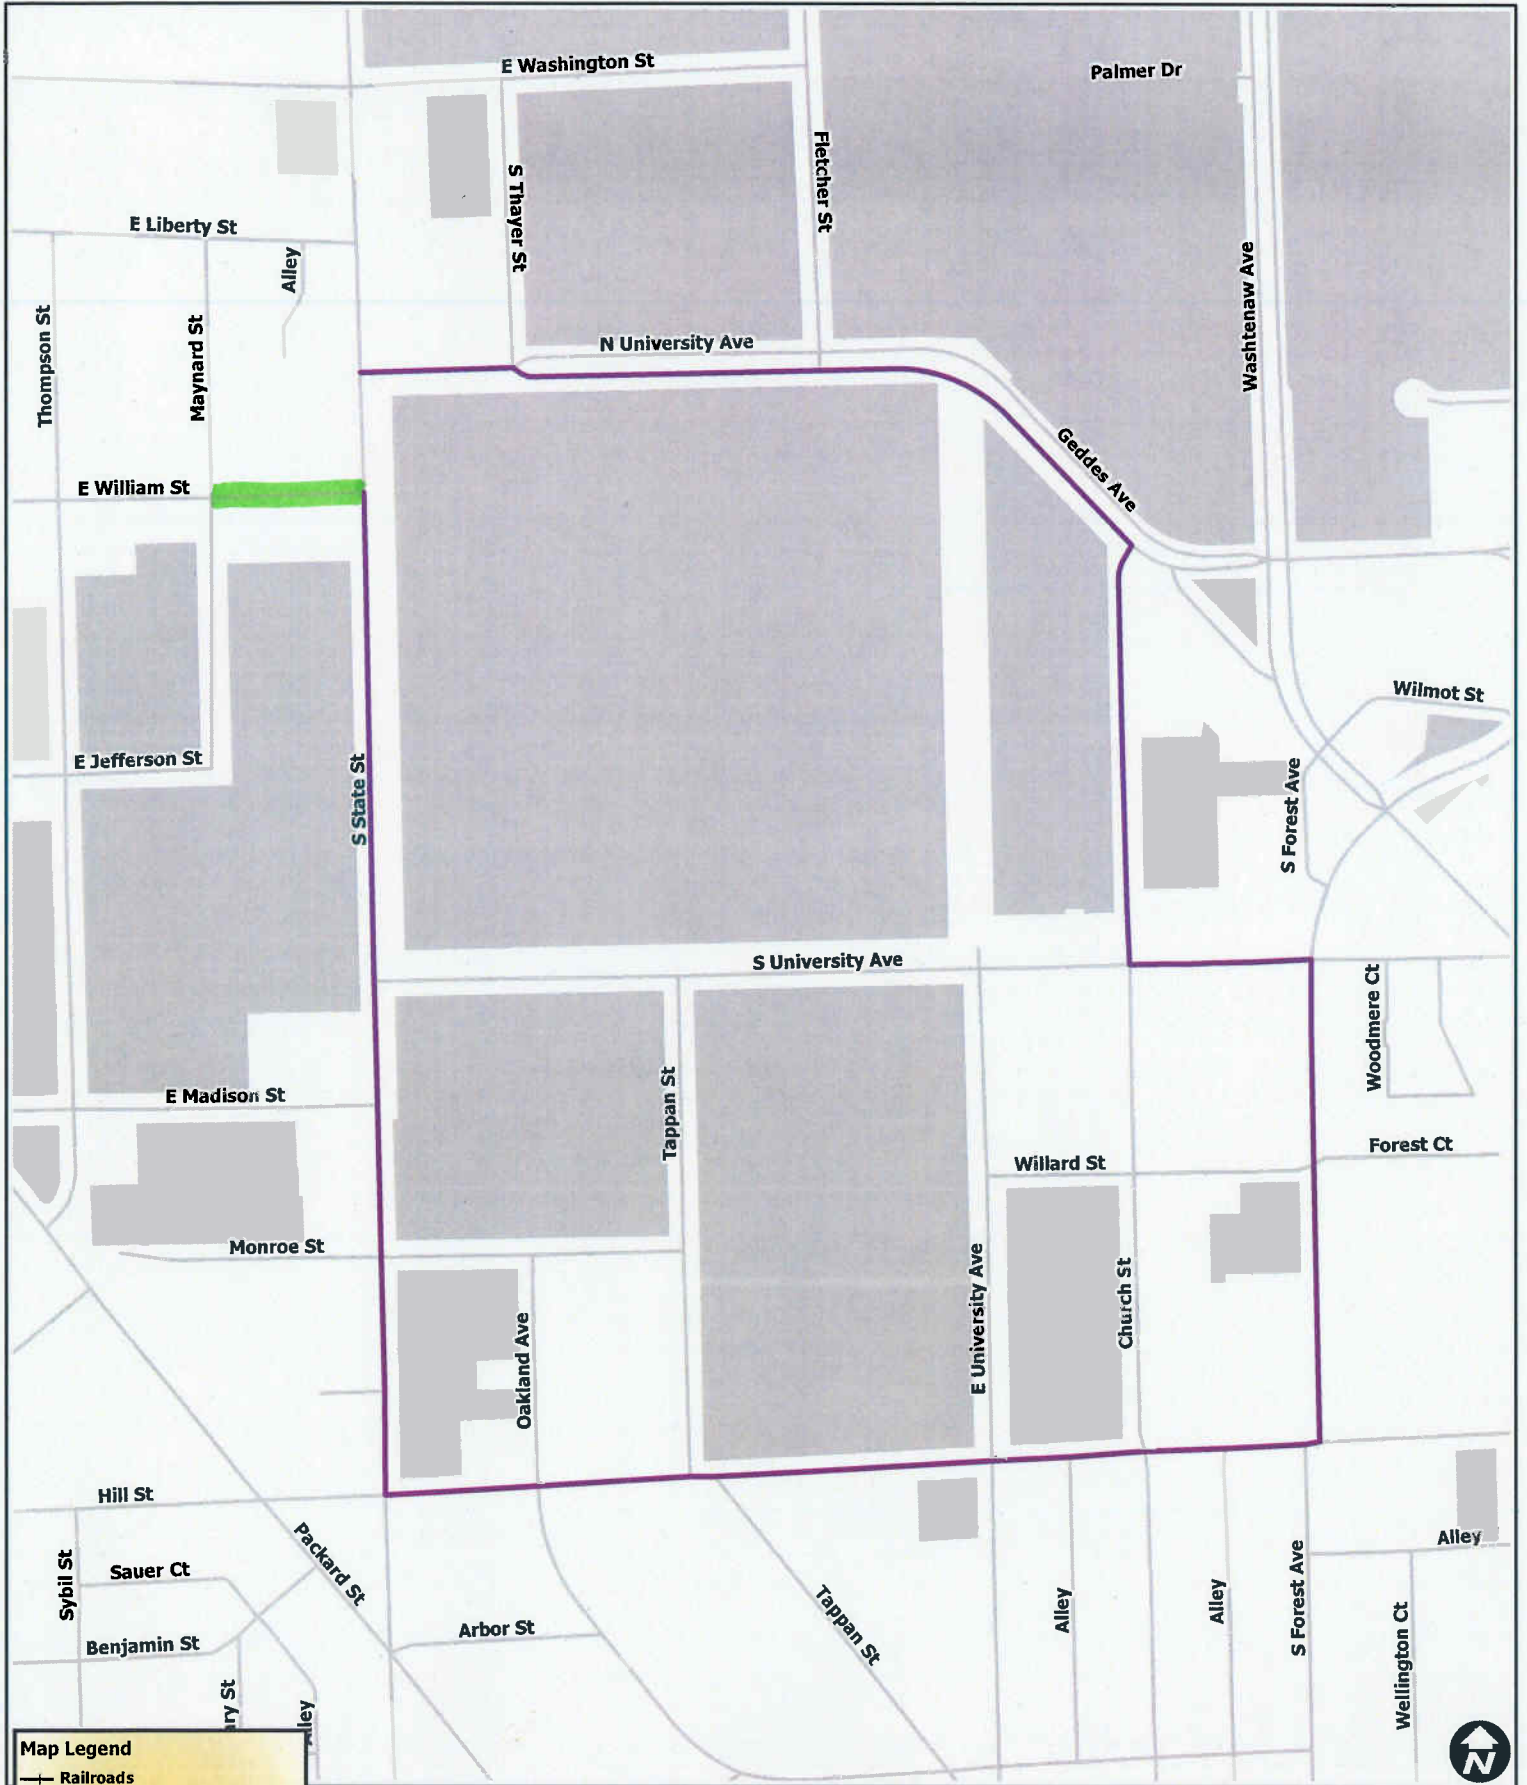 E Washington St
Palmer Dr
Fletcher St
S Thayer St
E Liberty St
Alley
Washtenaw Ave
Thompson St
Maynard St
N University Ave
Geddes Ave
E William St
Wilmot St
E Jefferson St
S State St
S Forest Ave
S University Ave
Woodmere Ct
E Madison St
Tappan St
Forest Ct
Willard St
Monroe St
E University Ave
Church St
Oakland Ave
Hill St
Packard St
Alley
Sybil St
Sauer Ct
Tappan St
Alley
Alley
S Forest Ave
Arbor St
Benjamin St
Wellington Ct
ary St
lley
N
Map Legend
Railroads